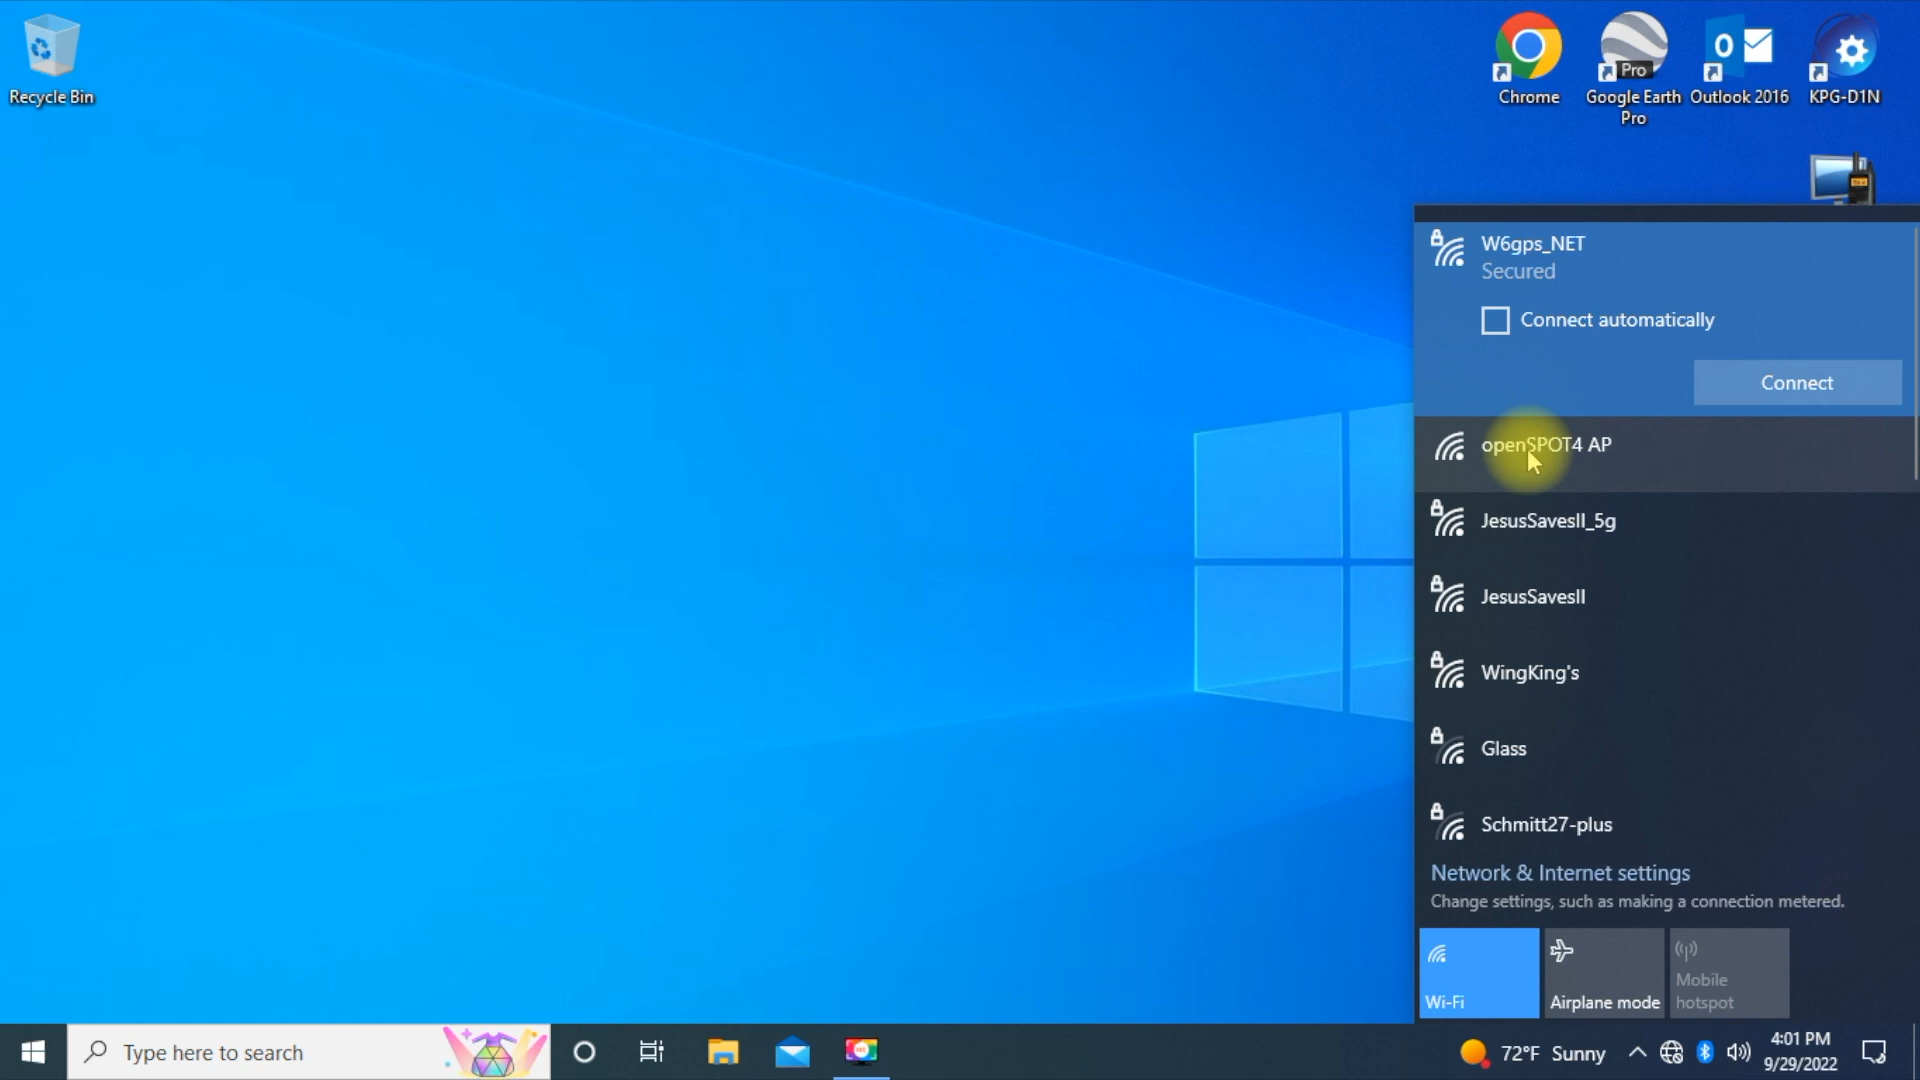 Recycle Bin
Chrome
Pro
Google Earth
Pro
Outlook 2016
KPG-D1N
W6gps_NET
Secured
Connect automatically
Connect
openSPOT4 AP
JesusSavesII_5g
JesusSavesII
WingKing's
Glass
Schmitt27-plus
Network & Internet settings
Change settings, such as making a connection metered.
Wi-Fi
Airplane mode
Mobile
hotspot
Type here to search
72°F Sunny
4:01 PM
9/29/2022